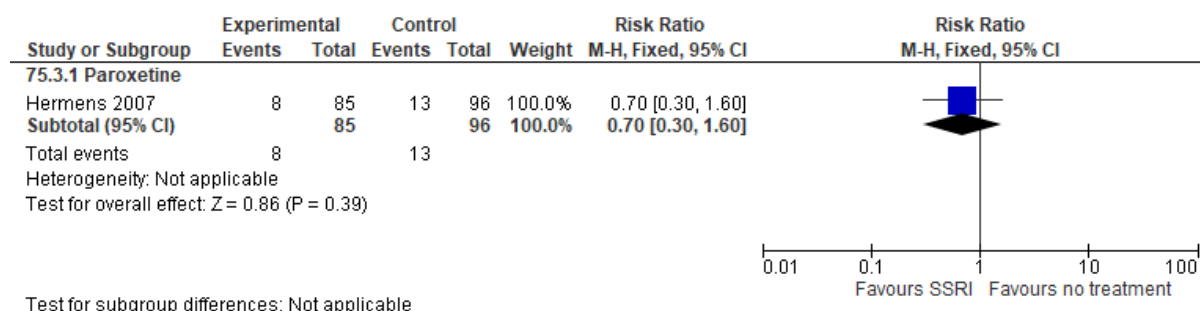 Experimental Control Risk Ratio Risk Ratio
Study or Subgroup Events Total Events Total Weight M-H, Fixed, 95% CI M-H, Fixed, 95% CI
75.3.1 Paroxetine
Hermens 2007 8 85 13 96 100.0% 0.70 [0.30, 1.60]
Subtotal (95% CI) 85 96 100.0% 0.70 [0.30, 1.60]
Total events 8 13
Heterogeneity: Not applicable
Test for overall effect: Z = 0.86 (P = 0.39)
0.01 0.1 1 10 100
Favours SSRI Favours no treatment
Test for subgroup differences: Not applicable